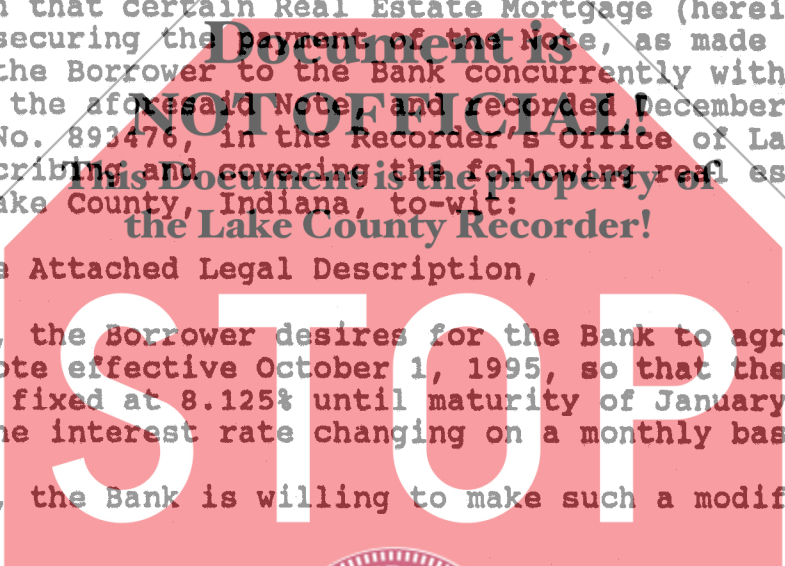 n that certain Real Estate Mortgage (herei
securing the payment of the Note, as made
Document is
the Borrower to the Bank concurrently with
the aforesaid Note, and recorded December
NOT OFFICIAL!
No. 893476, in the Recorder's Office of La
cribing and covering the following real es
This Document is the property of
ake County, Indiana, to-wit:
the Lake County Recorder!
e Attached Legal Description,
STOP
, the Borrower desires for the Bank to agr
ote effective October 1, 1995, so that the
fixed at 8.125% until maturity of January
he interest rate changing on a monthly bas
, the Bank is willing to make such a modif